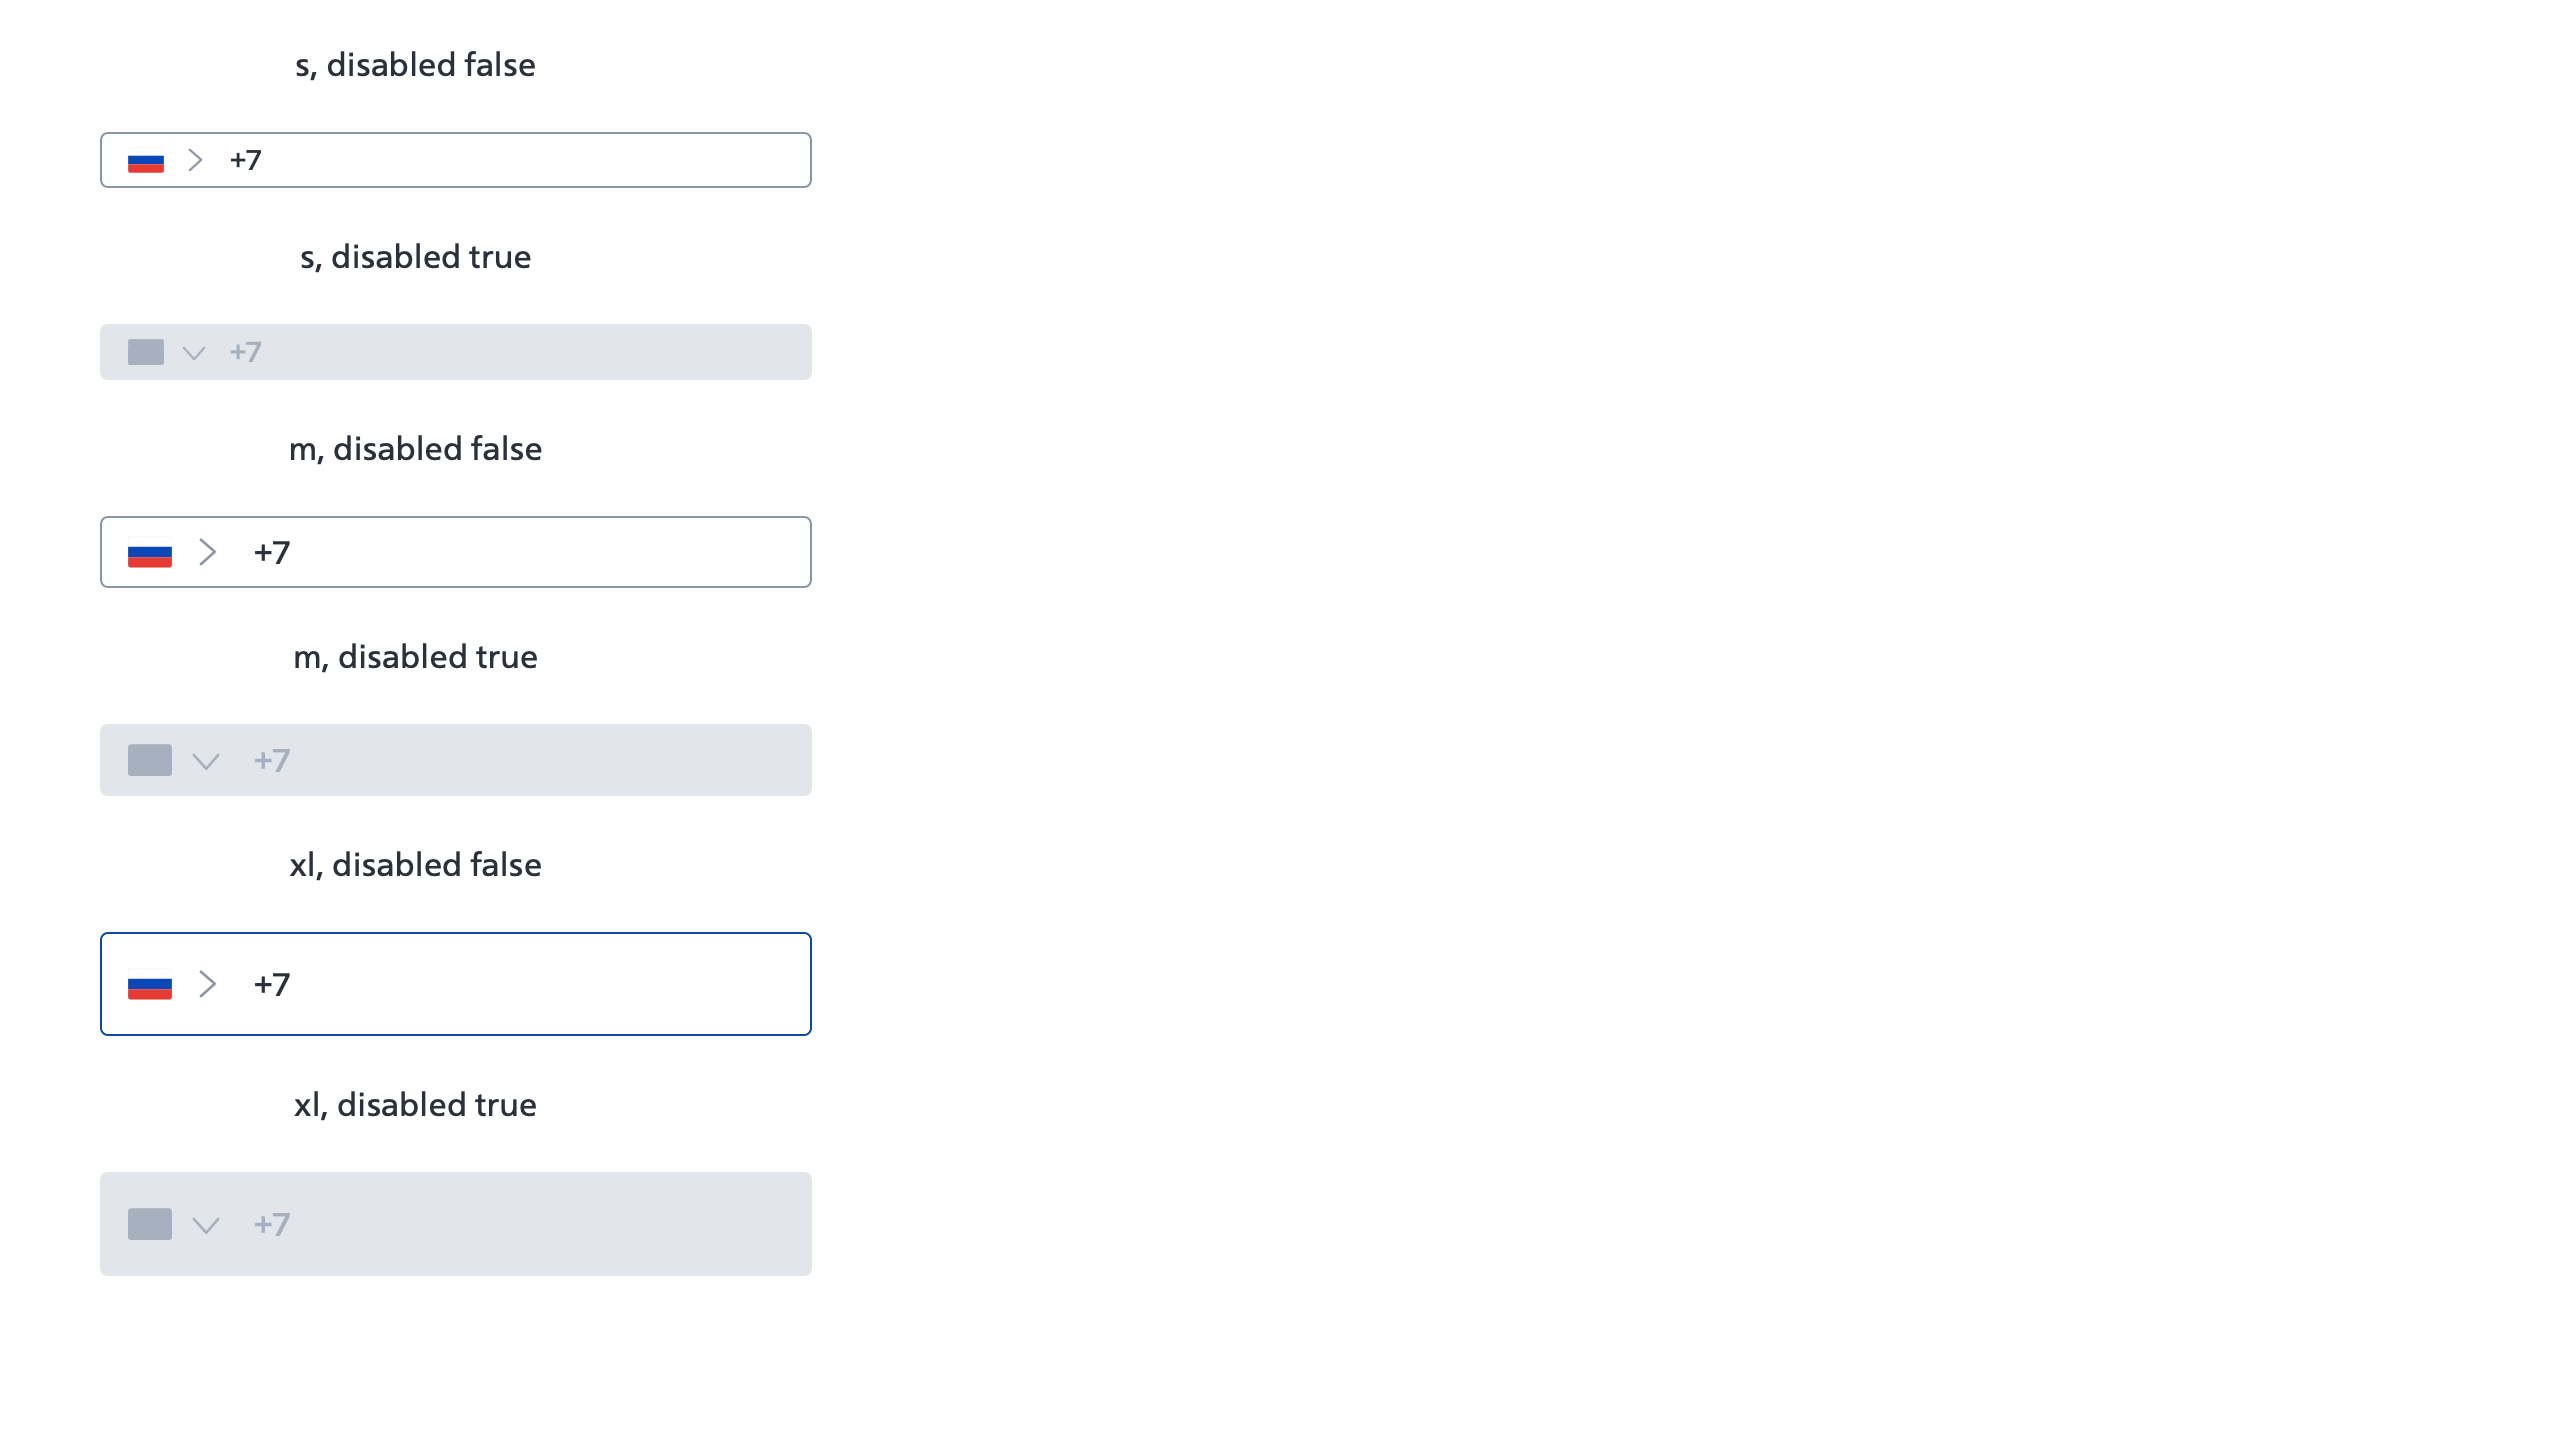 s, disabled false
+7
s, disabled true
+7
m, disabled false
+7
m, disabled true
+7
xl, disabled false
+7
xl, disabled true
+7